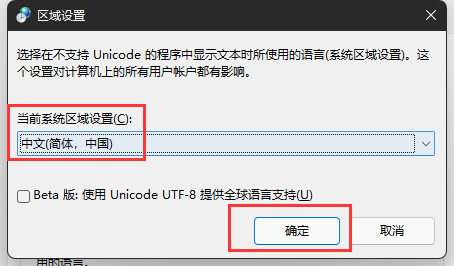 区域设置
选择在不支持 Unicode 的程序中显示文本时所使用的语言(系统区域设置)。这
个设置对计算机上的所有用户帐户都有影响。
当前系统区域设置(C):
中文(简体，中国)
Beta 版: 使用 Unicode UTF-8 提供全球语言支持(U)
确定 取消
用的语言。